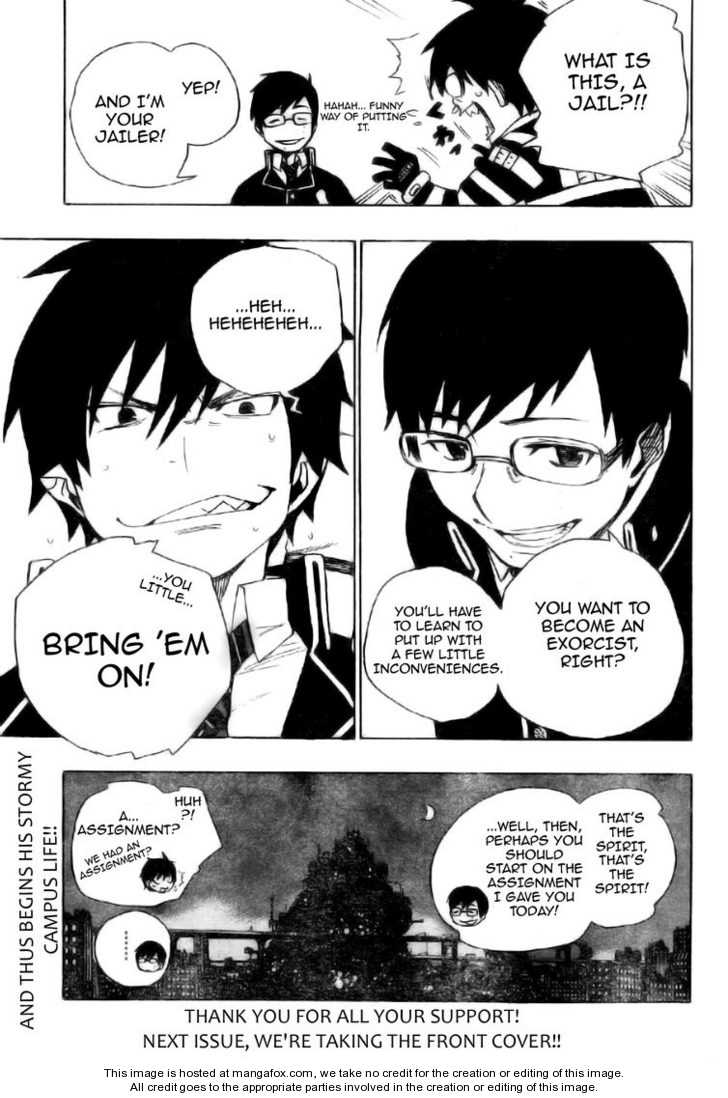 WHAT IS
THIS, A
JAIL?!!
HAHAH... FUNNY
WAY OF PUTTING
IT.
YEP!
AND I'M
YOUR
JAILER!
YOU WANT TO
BECOME AN
EXORCIST,
RIGHT?
YOU'LL HAVE
TO LEARN TO
PUT UP WITH
A FEW LITTLE
INCONVENIENCES.
...HEH...
HEHEHEHEH...
...YOU
LITTLE...
BRING 'EM
ON!
THAT'S
THE
SPIRIT,
THAT'S
THE
SPIRIT!
...WELL, THEN,
PERHAPS YOU
SHOULD
START ON THE
ASSIGNMENT
I GAVE YOU
TODAY!
HUH
?!
A...
ASSIGNMENT?
WE HAD AN
ASSIGNMENT?
......
AND THUS BEGINS HIS STORMY
CAMPUS LIFE!!
THANK YOU FOR ALL YOUR SUPPORT!
NEXT ISSUE, WE'RE TAKING THE FRONT COVER!!
This image is hosted at mangafox.com, we take no credit for the creation or editing of this image.
All credit goes to the appropriate parties involved in the creation or editing of this image.